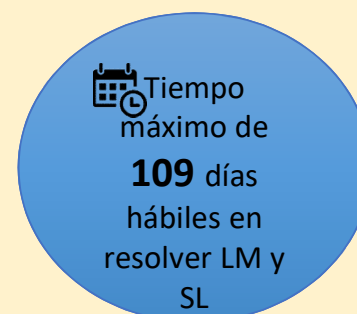 Tiempo
máximo de
109 días
hábiles en
resolver LM y
SL